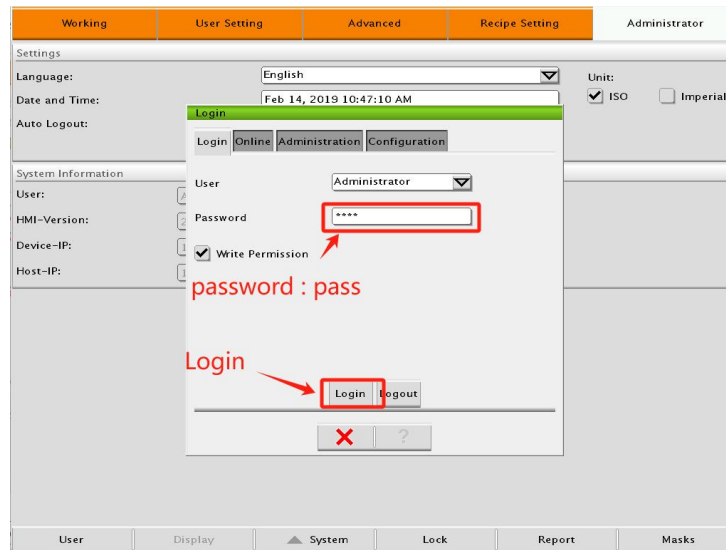 Working User Setting Advanced Recipe Setting Administrator
Settings
Language: English Unit:
Date and Time: Feb 14, 2019 10:47:10 AM ISO Imperial
Auto Logout:
Login
Login Online Administration Configuration
System Information
User:
HMI-Version:
Device-IP:
Host-IP:
User Administrator
Password ****
Write Permission
password : pass
Login
Login Logout
?
User Display System Lock Report Masks